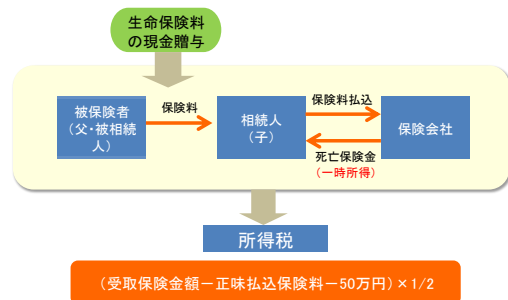 生命保険料
の現金贈与
被保険者
(父・被相続
人)
保険料
相続人
(子)
保険料払込
死亡保険金
(一時所得)
保険会社
所得税
(受取保険金額－正味払込保険料－50万円)×1/2